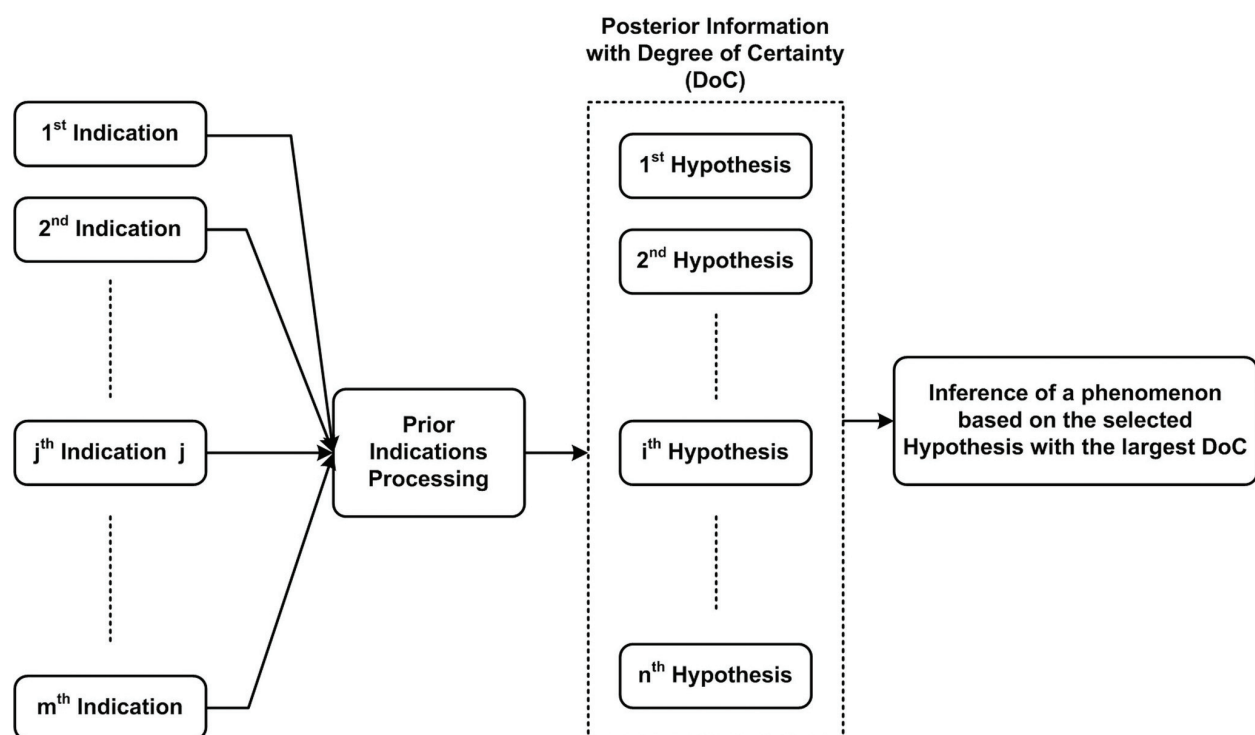 Posterior Information
with Degree of Certainty
(DoC)
1st Indication
2nd Indication
jth Indication j
mth Indication
Prior
Indications
Processing
1st Hypothesis
2nd Hypothesis
ith Hypothesis
nth Hypothesis
Inference of a phenomenon
based on the selected
Hypothesis with the largest DoC